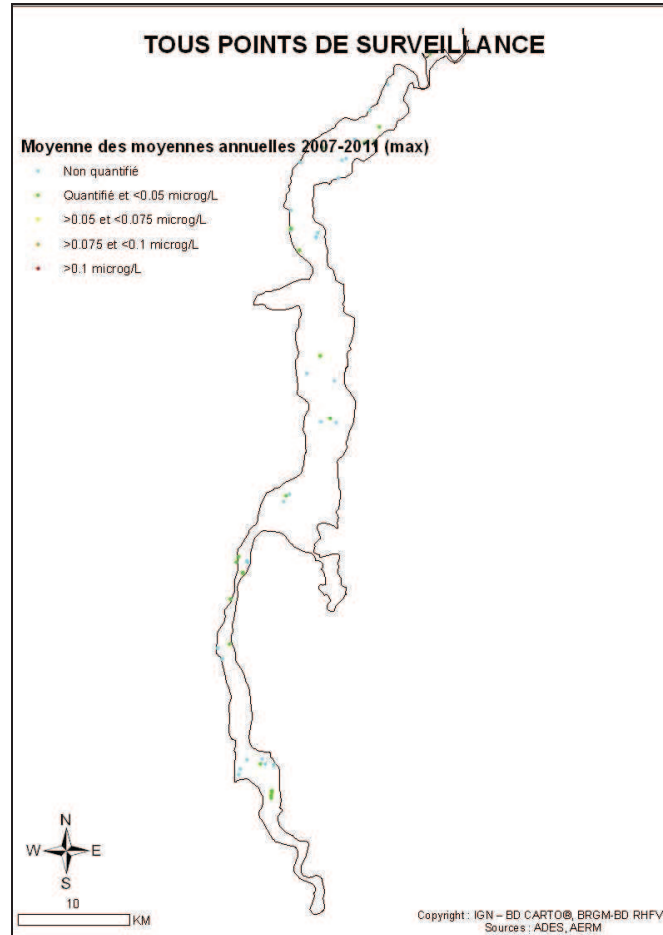 TOUS POINTS DE SURVEILLANCE
Moyenne des moyennes annuelles 2007-2011 (max)
Non quantifié
Quantifié et <0.05 microg/L
>0.05 et <0.075 microg/L
>0.075 et <0.1 microg/L
>0.1 microg/L
N
W E
S
10
KM
Copyright : IGN – BD CARTO®, BRGM-BD RHFV
Sources : ADES, AERM